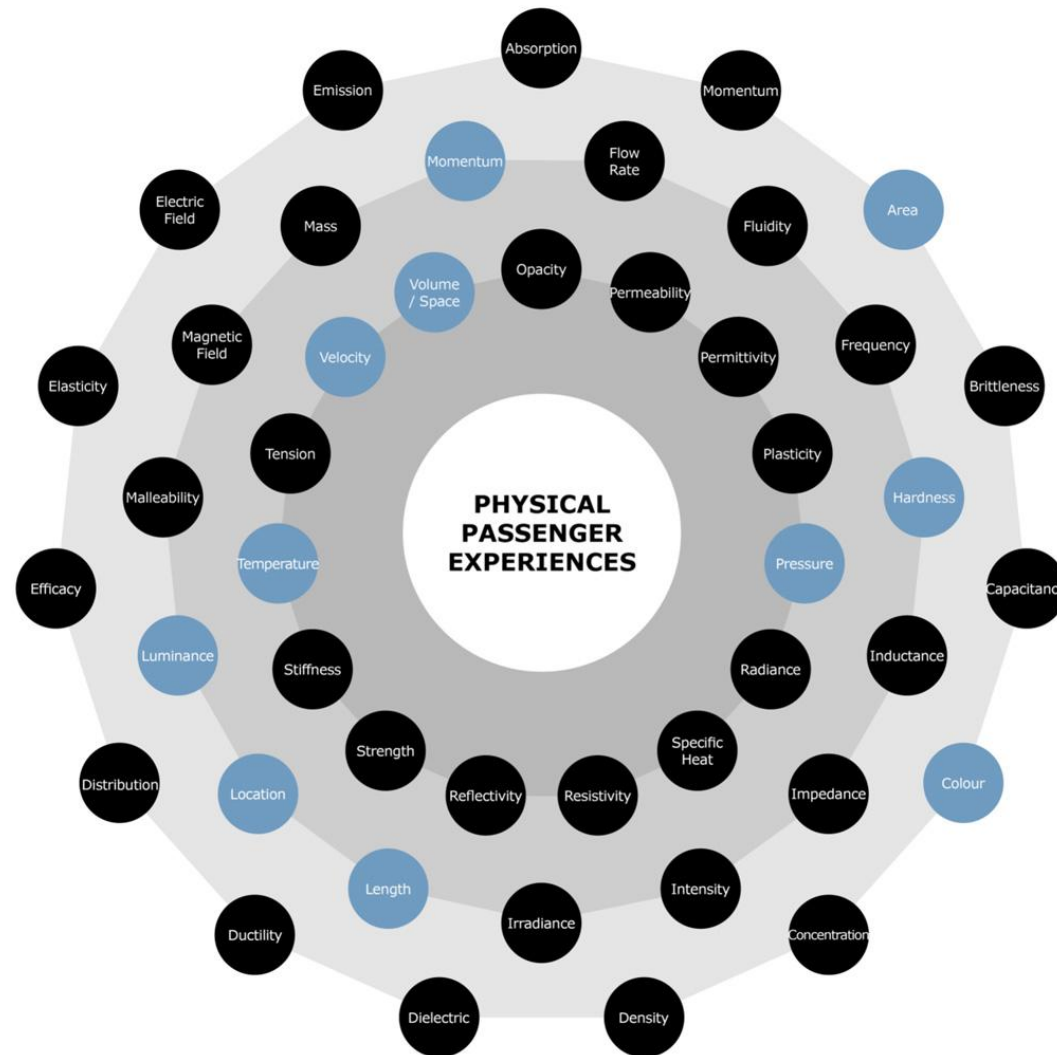 Absorption
Emission
Momentum
Momentum
Flow
Rate
Electric
Field
Area
Mass
Fluidity
Volume
/ Space
Opacity
Permeability
Magnetic
Field
Velocity
Permittivity
Frequency
Elasticity
Brittleness
Tension
Plasticity
Malleability
Hardness
PHYSICAL
PASSENGER
EXPERIENCES
Temperature
Pressure
Efficacy
Capacitanc
Luminance
Inductance
Stiffness
Radiance
Strength
Specific
Heat
Distribution
Location
Reflectivity
Resistivity
Impedance
Colour
Length
Intensity
Irradiance
Ductility
Concentration
Dielectric
Density